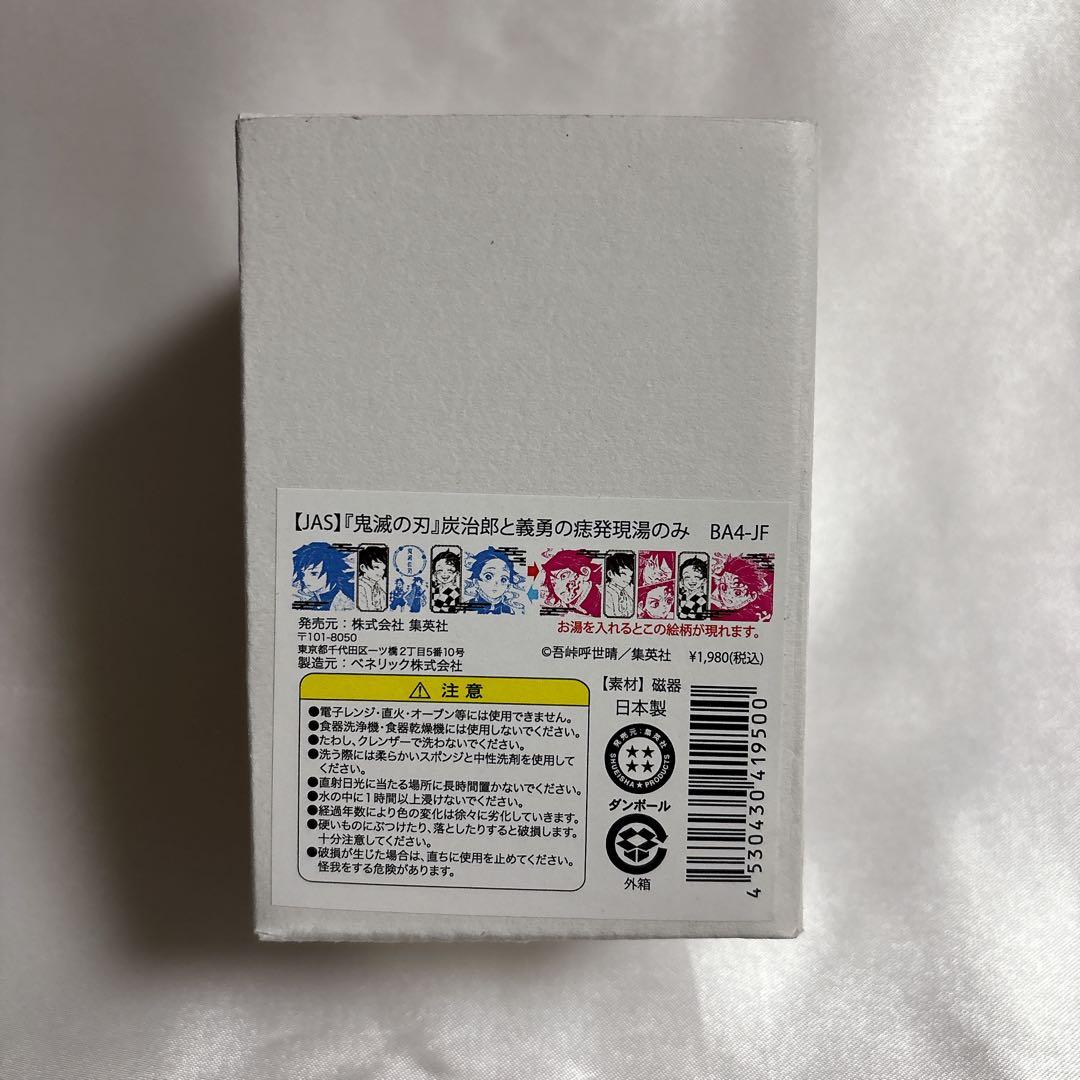 【JAS】『鬼滅の刃』炭治郎と義勇の痣発現湯のみ BA4-JF
お湯を入れるとこの絵柄が現れます。
発売元：株式会社 集英社
〒101-8050
東京都千代田区一ツ橋2丁目5番10号
製造元：ベネリック株式会社
©吾峠呼世晴／集英社 ¥1,980(税込)
⚠ 注意
●電子レンジ・直火・オーブン等には使用できません。
●食器洗浄機・食器乾燥機には使用しないでください。
●たわし、クレンザーで洗わないでください。
●洗う際には柔らかいスポンジと中性洗剤を使用して
ください。
●直射日光に当たる場所に長時間置かないでください。
●水の中に1時間以上浸けないでください。
●経過年数により色の変化は徐々に劣化していきます。
●硬いものにぶつけたり、落としたりすると破損します。
十分注意してください。
●破損が生じた場合は、直ちに使用を止めてください。
怪我をする危険があります。
【素材】磁器
日本製
発売元：集英社
SHUEISHA★PRODUCTS
ダンボール
外箱
4 530430 419500